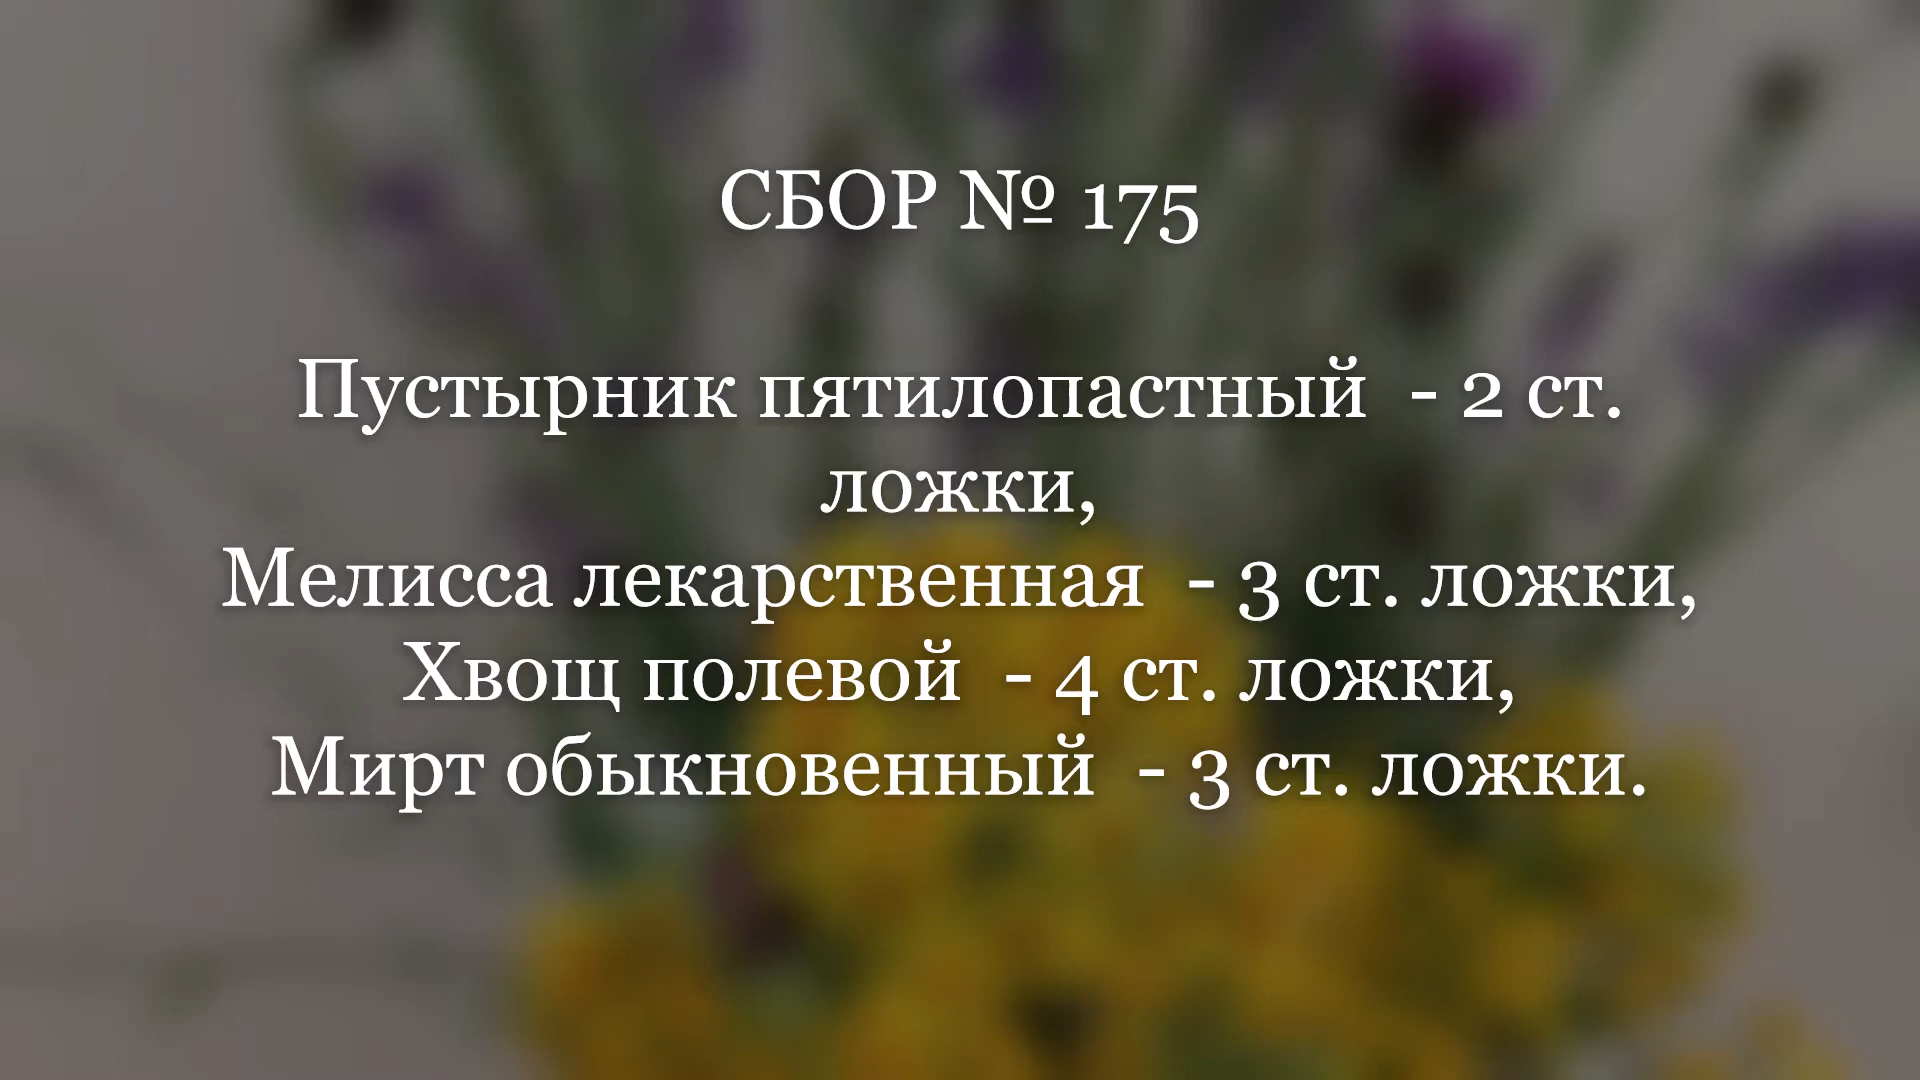 СБОР № 175
Пустырник пятилопастный - 2 ст.
ложки,
Мелисса лекарственная - 3 ст. ложки,
Хвощ полевой - 4 ст. ложки,
Мирт обыкновенный - 3 ст. ложки.